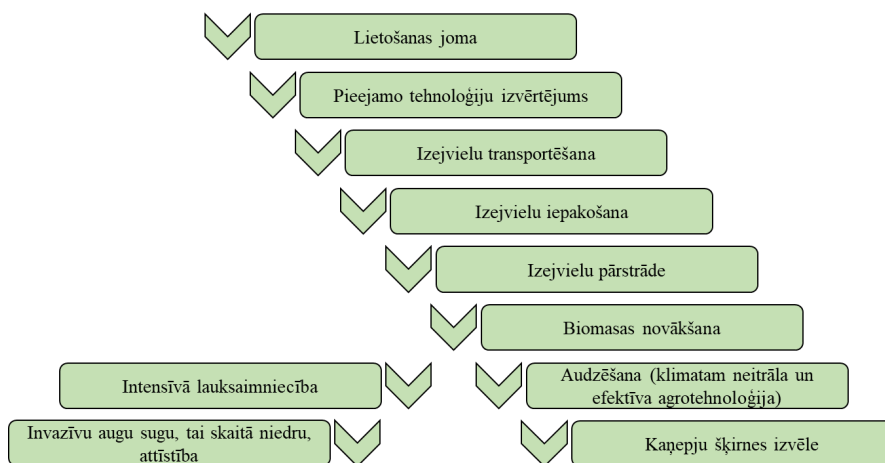 Lietošanas joma
Pieejamo tehnoloģiju izvērtējums
Izejvielu transportēšana
Izejvielu iepakošana
Izejvielu pārstrāde
Biomasas novākšana
Intensīvā lauksaimniecība
Audzēšana (klimatam neitrāla un
efektīva agrotehnoloģija)
Invazīvu augu sugu, tai skaitā niedru,
attīstība
Kaņepju šķirnes izvēle